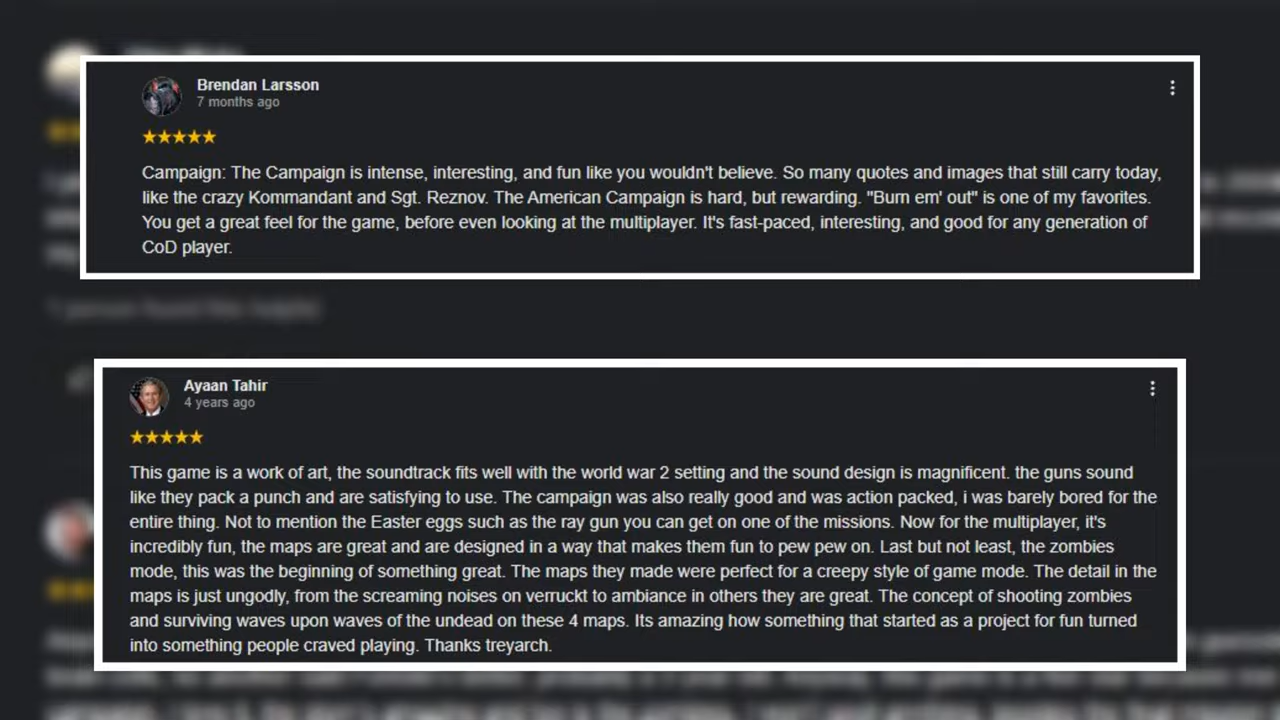 Brendan Larsson
7 months ago
Campaign: The Campaign is intense, interesting, and fun like you wouldn't believe. So many quotes and images that still carry today,
like the crazy Kommandant and Sgt. Reznov. The American Campaign is hard, but rewarding. "Burn em' out" is one of my favorites.
You get a great feel for the game, before even looking at the multiplayer. It's fast-paced, interesting, and good for any generation of
CoD player.
1 person found this helpful
Ayaan Tahir
4 years ago
This game is a work of art, the soundtrack fits well with the world war 2 setting and the sound design is magnificent. the guns sound
like they pack a punch and are satisfying to use. The campaign was also really good and was action packed, i was barely bored for the
entire thing. Not to mention the Easter eggs such as the ray gun you can get on one of the missions. Now for the multiplayer, it's
incredibly fun, the maps are great and are designed in a way that makes them fun to pew pew on. Last but not least, the zombies
mode, this was the beginning of something great. The maps they made were perfect for a creepy style of game mode. The detail in the
maps is just ungodly, from the screaming noises on verruckt to ambiance in others they are great. The concept of shooting zombies
and surviving waves upon waves of the undead on these 4 maps. Its amazing how something that started as a project for fun turned
into something people craved playing. Thanks treyarch.